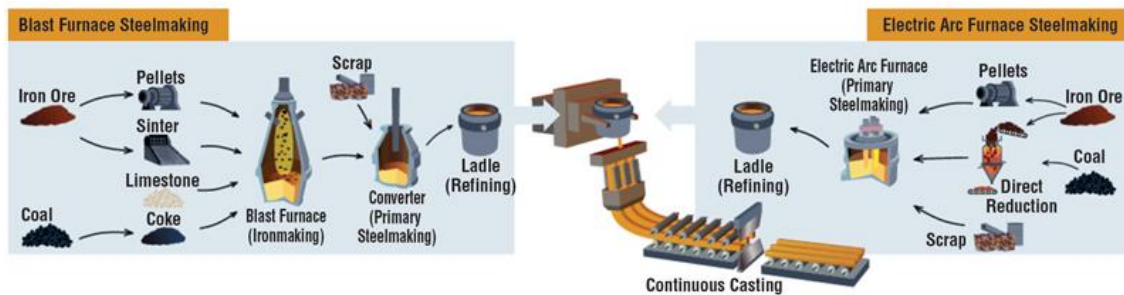 Blast Furnace Steelmaking
Iron Ore
Pellets
Sinter
Limestone
Coal
Coke
Blast Furnace
(Ironmaking)
Scrap
Converter
(Primary
Steelmaking)
Ladle
(Refining)
Continuous Casting
Electric Arc Furnace Steelmaking
Electric Arc Furnace
(Primary
Steelmaking)
Pellets
Iron Ore
Coal
Direct
Reduction
Scrap
Ladle
(Refining)